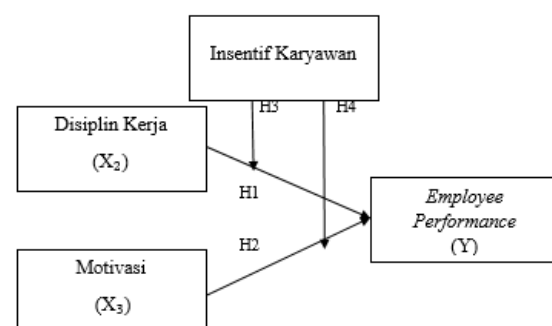 Insentif Karyawan
H3
H4
Disiplin Kerja
(X₂)
H1
Employee
Performance
(Y)
H2
Motivasi
(X₃)